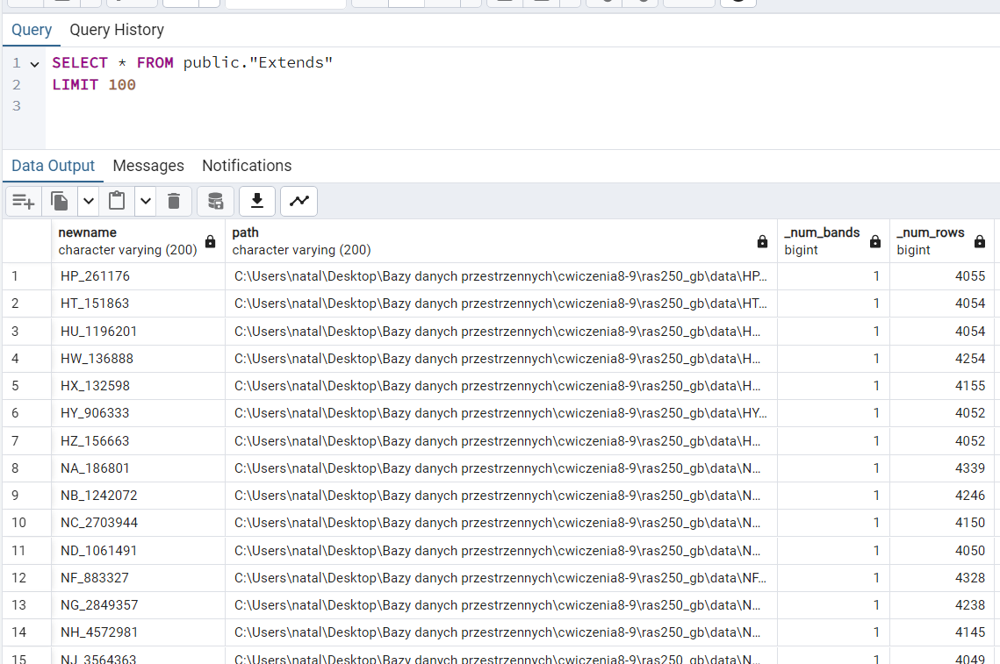 Query Query History
1 SELECT * FROM public."Extends"
2 LIMIT 100
3
Data Output Messages Notifications
newname path _num_bands _num_rows
character varying (200) character varying (200) bigint bigint
1 HP_261176 C:\Users\natal\Desktop\Bazy danych przestrzennych\cwiczenia8-9\ras250_gb\data\HP... 1 4055
2 HT_151863 C:\Users\natal\Desktop\Bazy danych przestrzennych\cwiczenia8-9\ras250_gb\data\HT... 1 4054
3 HU_1196201 C:\Users\natal\Desktop\Bazy danych przestrzennych\cwiczenia8-9\ras250_gb\data\H... 1 4054
4 HW_136888 C:\Users\natal\Desktop\Bazy danych przestrzennych\cwiczenia8-9\ras250_gb\data\H... 1 4254
5 HX_132598 C:\Users\natal\Desktop\Bazy danych przestrzennych\cwiczenia8-9\ras250_gb\data\H... 1 4155
6 HY_906333 C:\Users\natal\Desktop\Bazy danych przestrzennych\cwiczenia8-9\ras250_gb\data\HY... 1 4052
7 HZ_156663 C:\Users\natal\Desktop\Bazy danych przestrzennych\cwiczenia8-9\ras250_gb\data\H... 1 4052
8 NA_186801 C:\Users\natal\Desktop\Bazy danych przestrzennych\cwiczenia8-9\ras250_gb\data\N... 1 4339
9 NB_1242072 C:\Users\natal\Desktop\Bazy danych przestrzennych\cwiczenia8-9\ras250_gb\data\N... 1 4246
10 NC_2703944 C:\Users\natal\Desktop\Bazy danych przestrzennych\cwiczenia8-9\ras250_gb\data\N... 1 4150
11 ND_1061491 C:\Users\natal\Desktop\Bazy danych przestrzennych\cwiczenia8-9\ras250_gb\data\N... 1 4050
12 NF_883327 C:\Users\natal\Desktop\Bazy danych przestrzennych\cwiczenia8-9\ras250_gb\data\NF... 1 4328
13 NG_2849357 C:\Users\natal\Desktop\Bazy danych przestrzennych\cwiczenia8-9\ras250_gb\data\N... 1 4238
14 NH_4572981 C:\Users\natal\Desktop\Bazy danych przestrzennych\cwiczenia8-9\ras250_gb\data\N... 1 4145
15 NJ_3564363 C:\Users\natal\Desktop\Bazy danych przestrzennych\cwiczenia8-9\ras250_gb\data\N... 1 4049